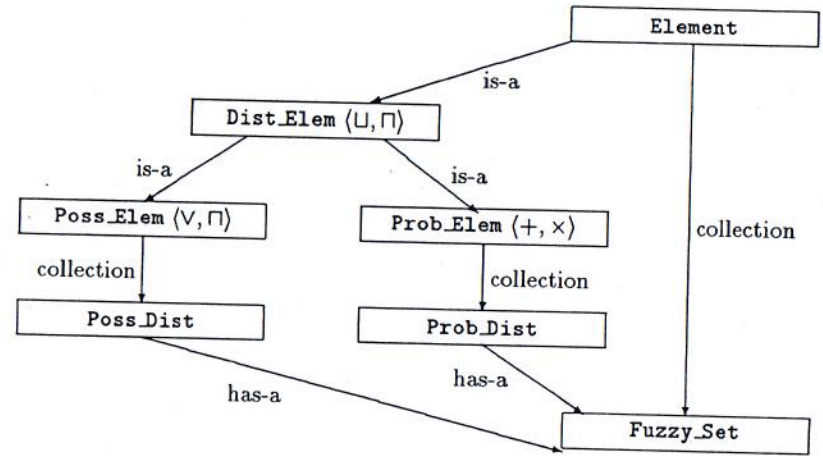 Element
is-a
Dist_Elem ⟨⊔, ⊓⟩
is-a
is-a
Poss_Elem ⟨∨, ⊓⟩
Prob_Elem ⟨+, ×⟩
collection
collection
collection
Poss_Dist
Prob_Dist
has-a
has-a
Fuzzy_Set